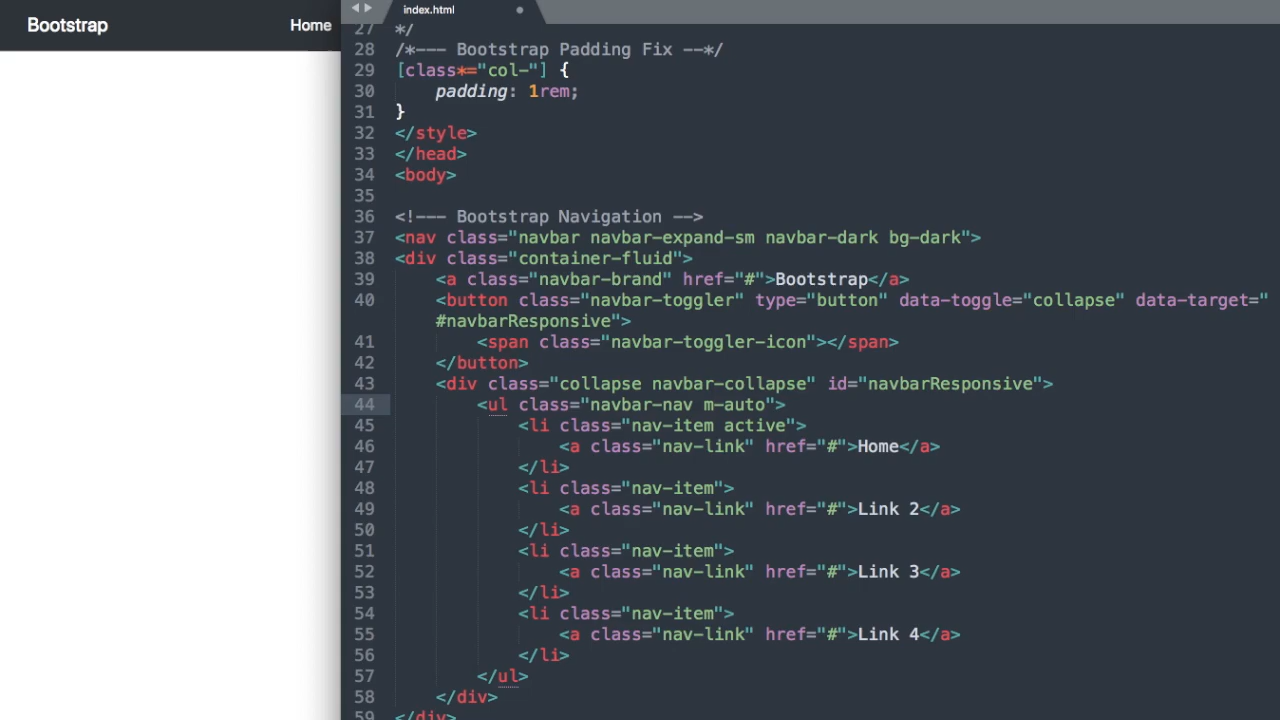 Bootstrap
Home
index.html
27 */
28 /*--- Bootstrap Padding Fix --*/
29 [class*="col-"] {
30 padding: 1rem;
31 }
32 </style>
33 </head>
34 <body>
35
36 <!--- Bootstrap Navigation -->
37 <nav class="navbar navbar-expand-sm navbar-dark bg-dark">
38 <div class="container-fluid">
39 <a class="navbar-brand" href="#">Bootstrap</a>
40 <button class="navbar-toggler" type="button" data-toggle="collapse" data-target="
#navbarResponsive">
41 <span class="navbar-toggler-icon"></span>
42 </button>
43 <div class="collapse navbar-collapse" id="navbarResponsive">
44 <ul class="navbar-nav m-auto">
45 <li class="nav-item active">
46 <a class="nav-link" href="#">Home</a>
47 </li>
48 <li class="nav-item">
49 <a class="nav-link" href="#">Link 2</a>
50 </li>
51 <li class="nav-item">
52 <a class="nav-link" href="#">Link 3</a>
53 </li>
54 <li class="nav-item">
55 <a class="nav-link" href="#">Link 4</a>
56 </li>
57 </ul>
58 </div>
59 </div>